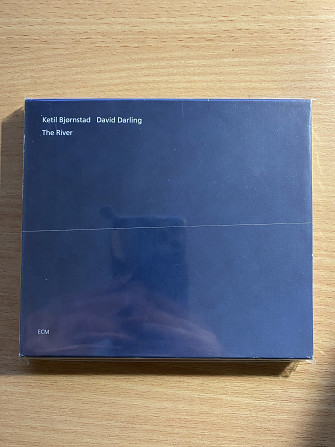 Ketil Bjørnstad David Darling
The River
ECM